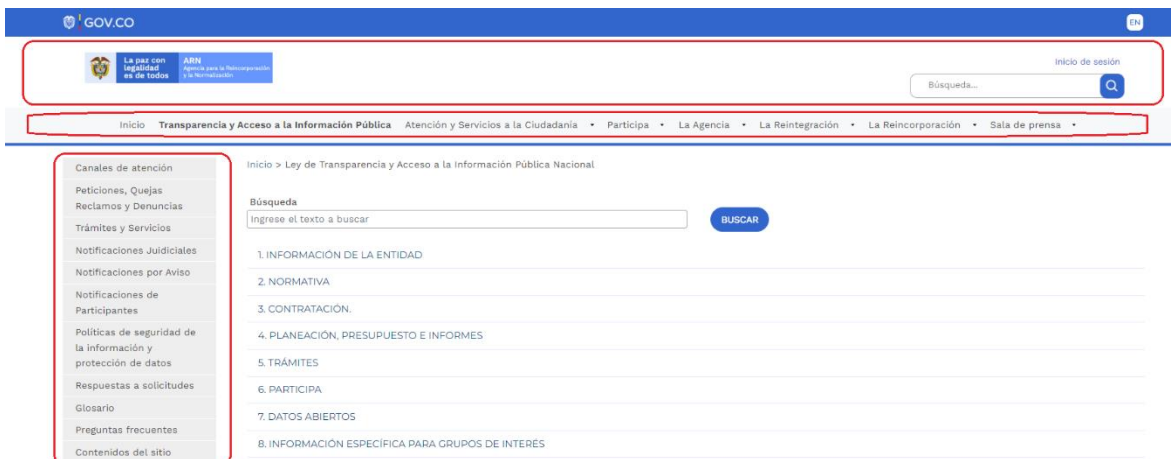 GOV.CO
EN
La paz con
legalidad
es de todos
ARN
Agencia para la Reincorporación
y la Normalización
Inicio de sesión
Búsqueda...
Inicio Transparencia y Acceso a la Información Pública Atención y Servicios a la Ciudadanía • Participa • La Agencia • La Reintegración • La Reincorporación • Sala de prensa •
Canales de atención
Peticiones, Quejas
Reclamos y Denuncias
Trámites y Servicios
Notificaciones Juidiciales
Notificaciones por Aviso
Notificaciones de
Participantes
Políticas de seguridad de
la información y
protección de datos
Respuestas a solicitudes
Glosario
Preguntas frecuentes
Contenidos del sitio
Inicio > Ley de Transparencia y Acceso a la Información Pública Nacional
Búsqueda
Ingrese el texto a buscar
BUSCAR
1. INFORMACIÓN DE LA ENTIDAD
2. NORMATIVA
3. CONTRATACIÓN.
4. PLANEACIÓN, PRESUPUESTO E INFORMES
5. TRÁMITES
6. PARTICIPA
7. DATOS ABIERTOS
8. INFORMACIÓN ESPECÍFICA PARA GRUPOS DE INTERÉS